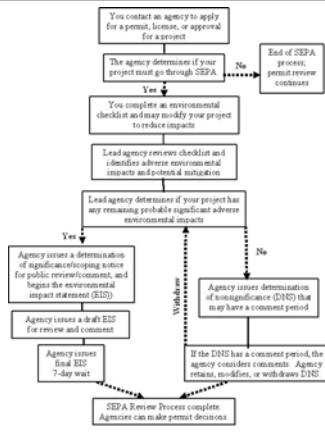 You contact an agency to apply
for a permit, license, or approval
for a project
The agency determines if your
project must go through SEPA
No
End of SEPA
process;
permit review
continues
Yes
You complete an environmental
checklist and may modify your project
to reduce impacts
Lead agency reviews checklist and
identifies adverse environmental
impacts and potential mitigation
Lead agency determines if your project has
any remaining probable significant adverse
environmental impacts
Yes
No
Withdraw
Agency issues a determination
of significance/scoping notice
for public review/comment, and
begins the environmental
impact statement (EIS))
Agency issues determination
of nonsignificance (DNS) that
may have a comment period
Agency issues a draft EIS
for review and comment
Agency issues
final EIS
7-day wait
If the DNS has a comment period, the
agency considers comments. Agency
retains, modifies, or withdraws DNS.
SEPA Review Process complete.
Agencies can make permit decisions.